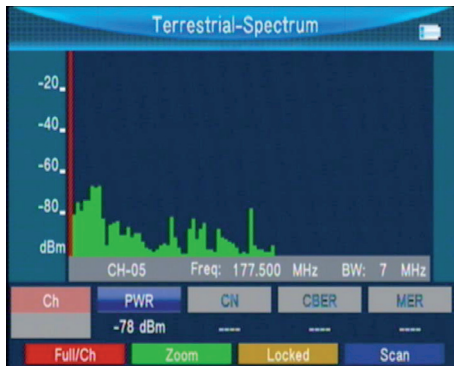 Terrestrial-Spectrum
-20
-40
-60
-80
dBm
CH-05 Freq: 177.500 MHz BW: 7 MHz
Ch PWR CN CBER MER
-78 dBm ---- ---- ----
Full/Ch Zoom Locked Scan